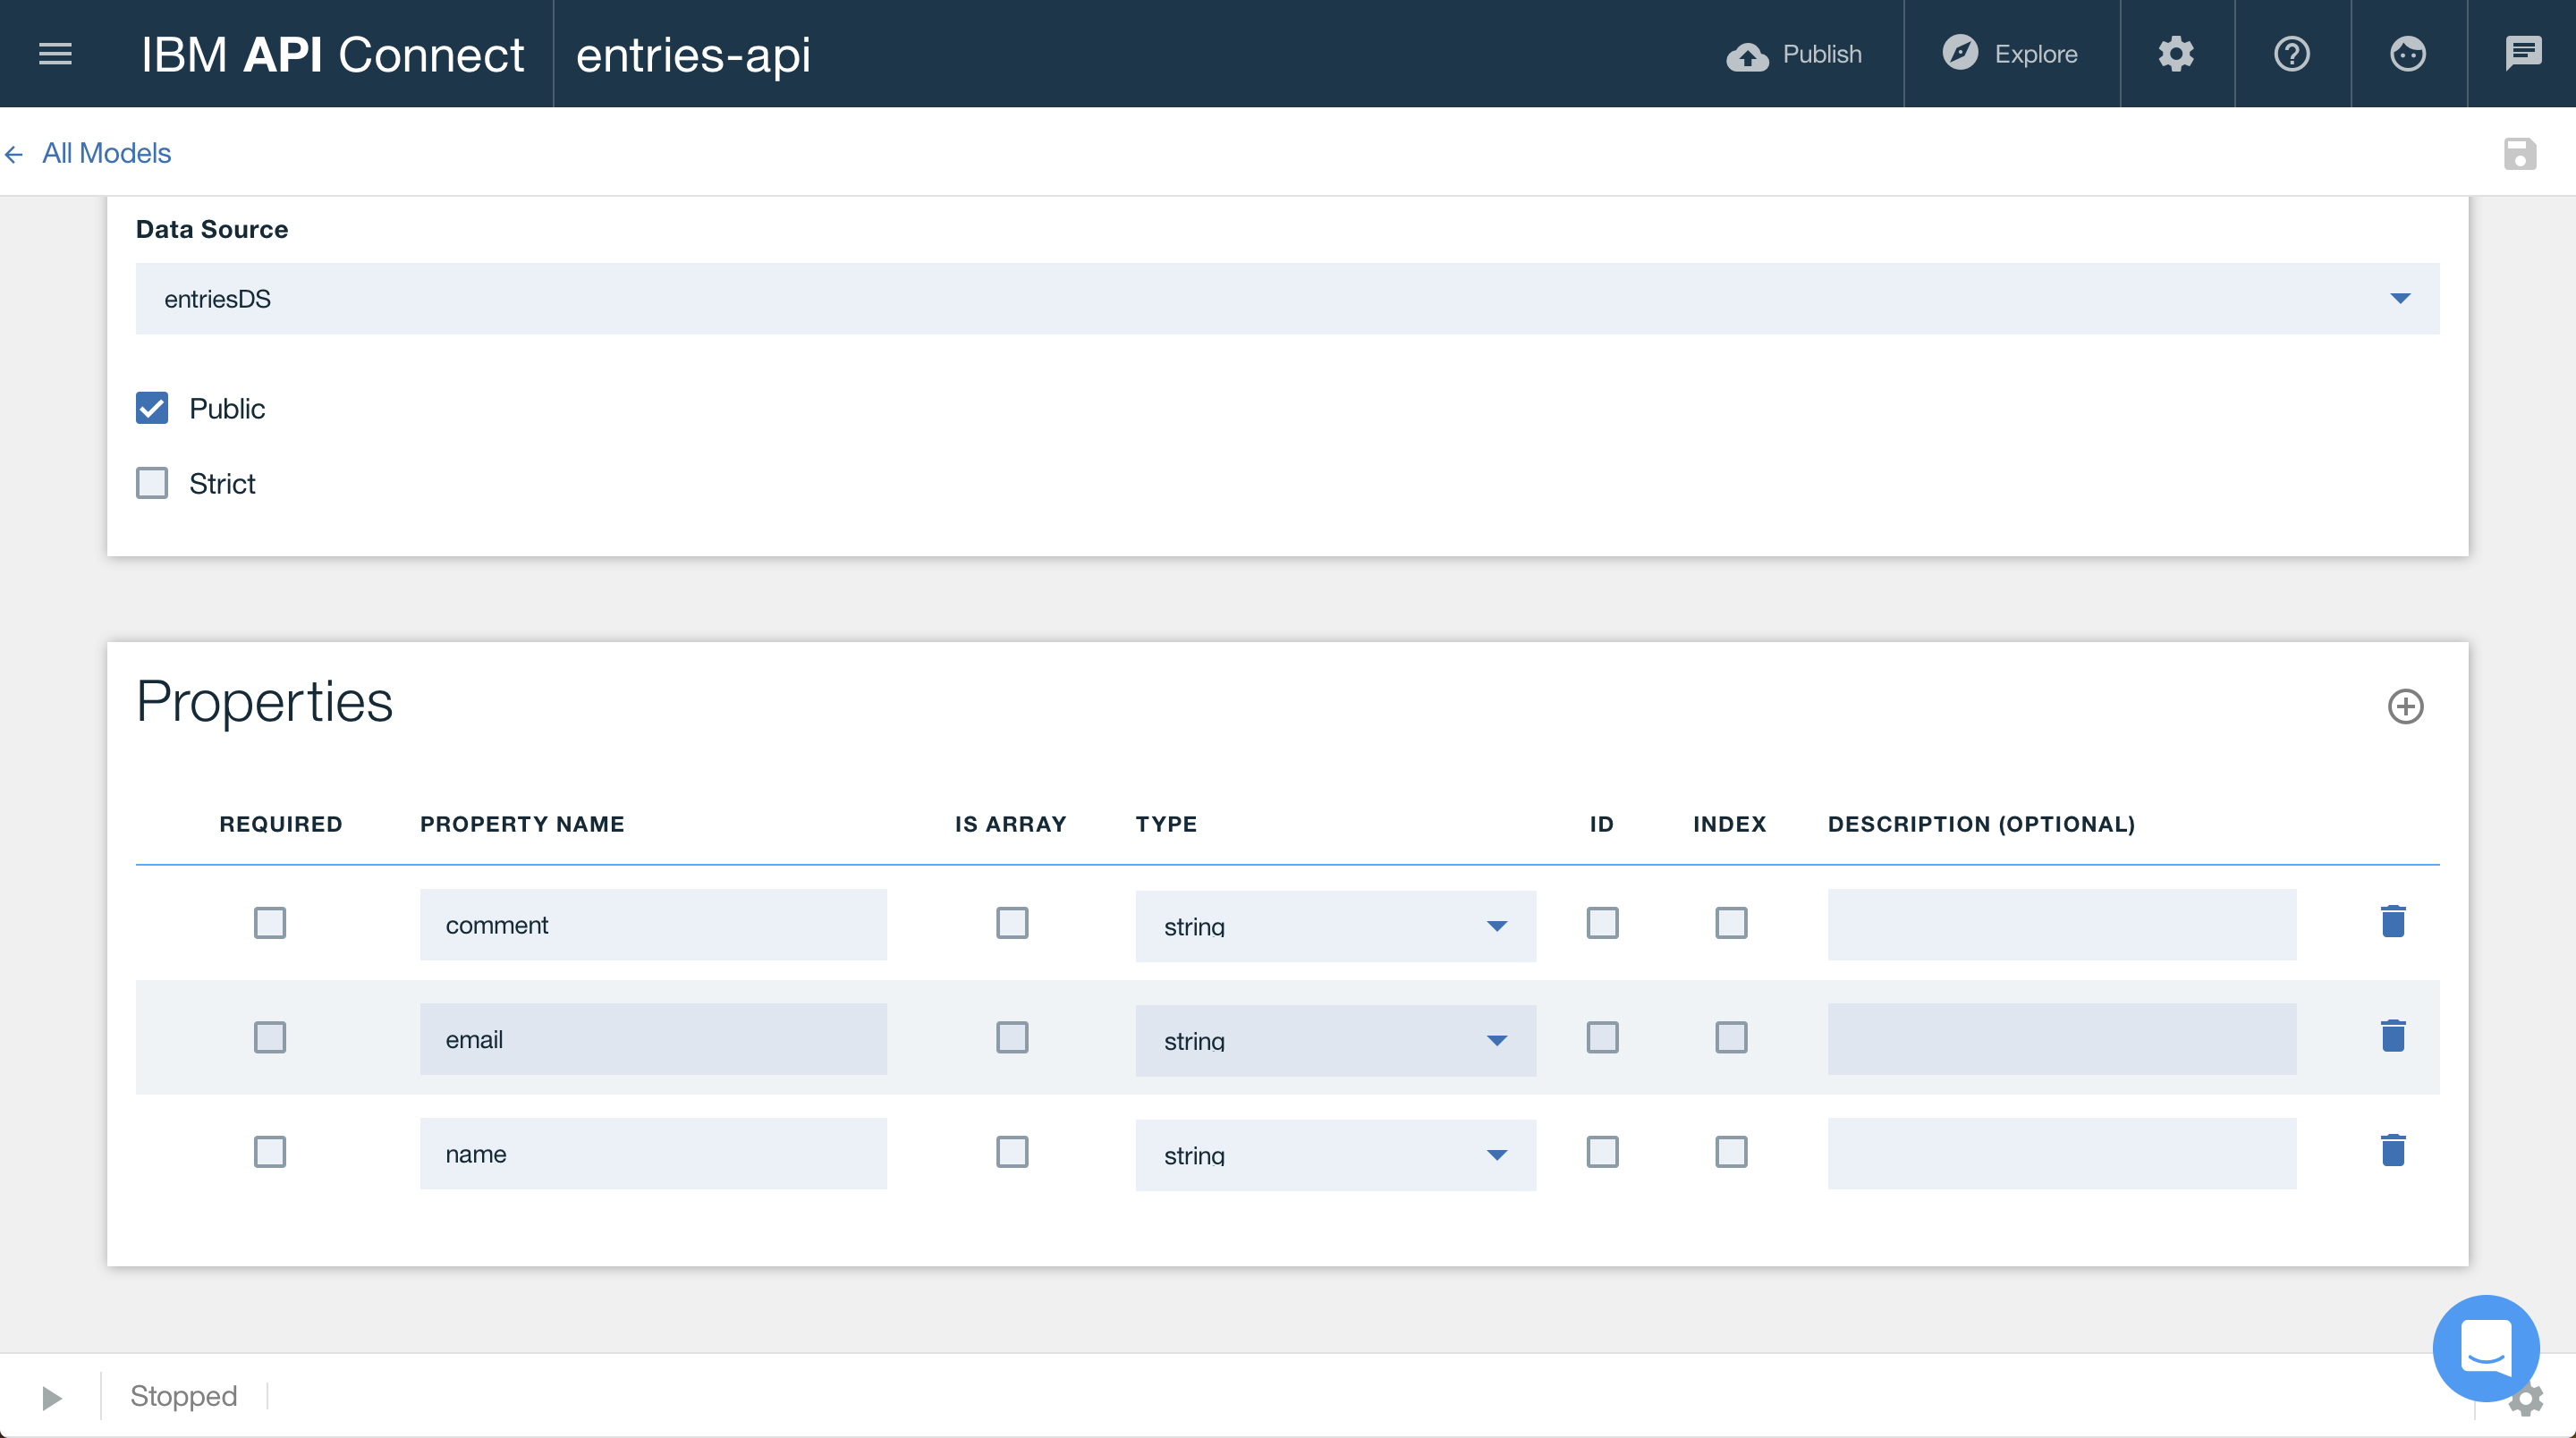 IBM API Connect entries-api Publish Explore
All Models
Data Source
entriesDS
Public
Strict
Properties
REQUIRED PROPERTY NAME IS ARRAY TYPE ID INDEX DESCRIPTION (OPTIONAL)
comment string
email string
name string
Stopped